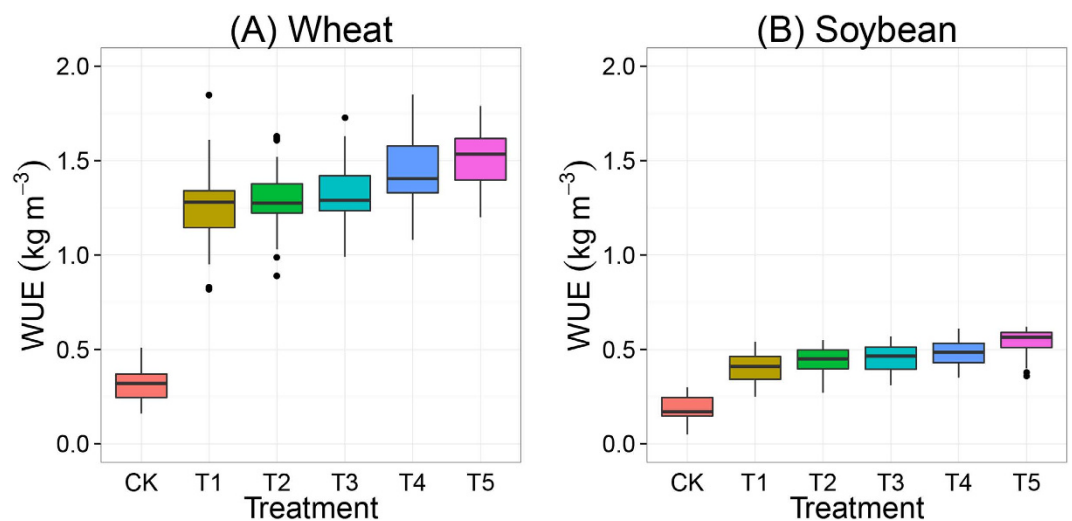 (A) Wheat
WUE (kg m⁻³)
2.0
1.5
1.0
0.5
0.0
CK T1 T2 T3 T4 T5
Treatment
(B) Soybean
WUE (kg m⁻³)
2.0
1.5
1.0
0.5
0.0
CK T1 T2 T3 T4 T5
Treatment